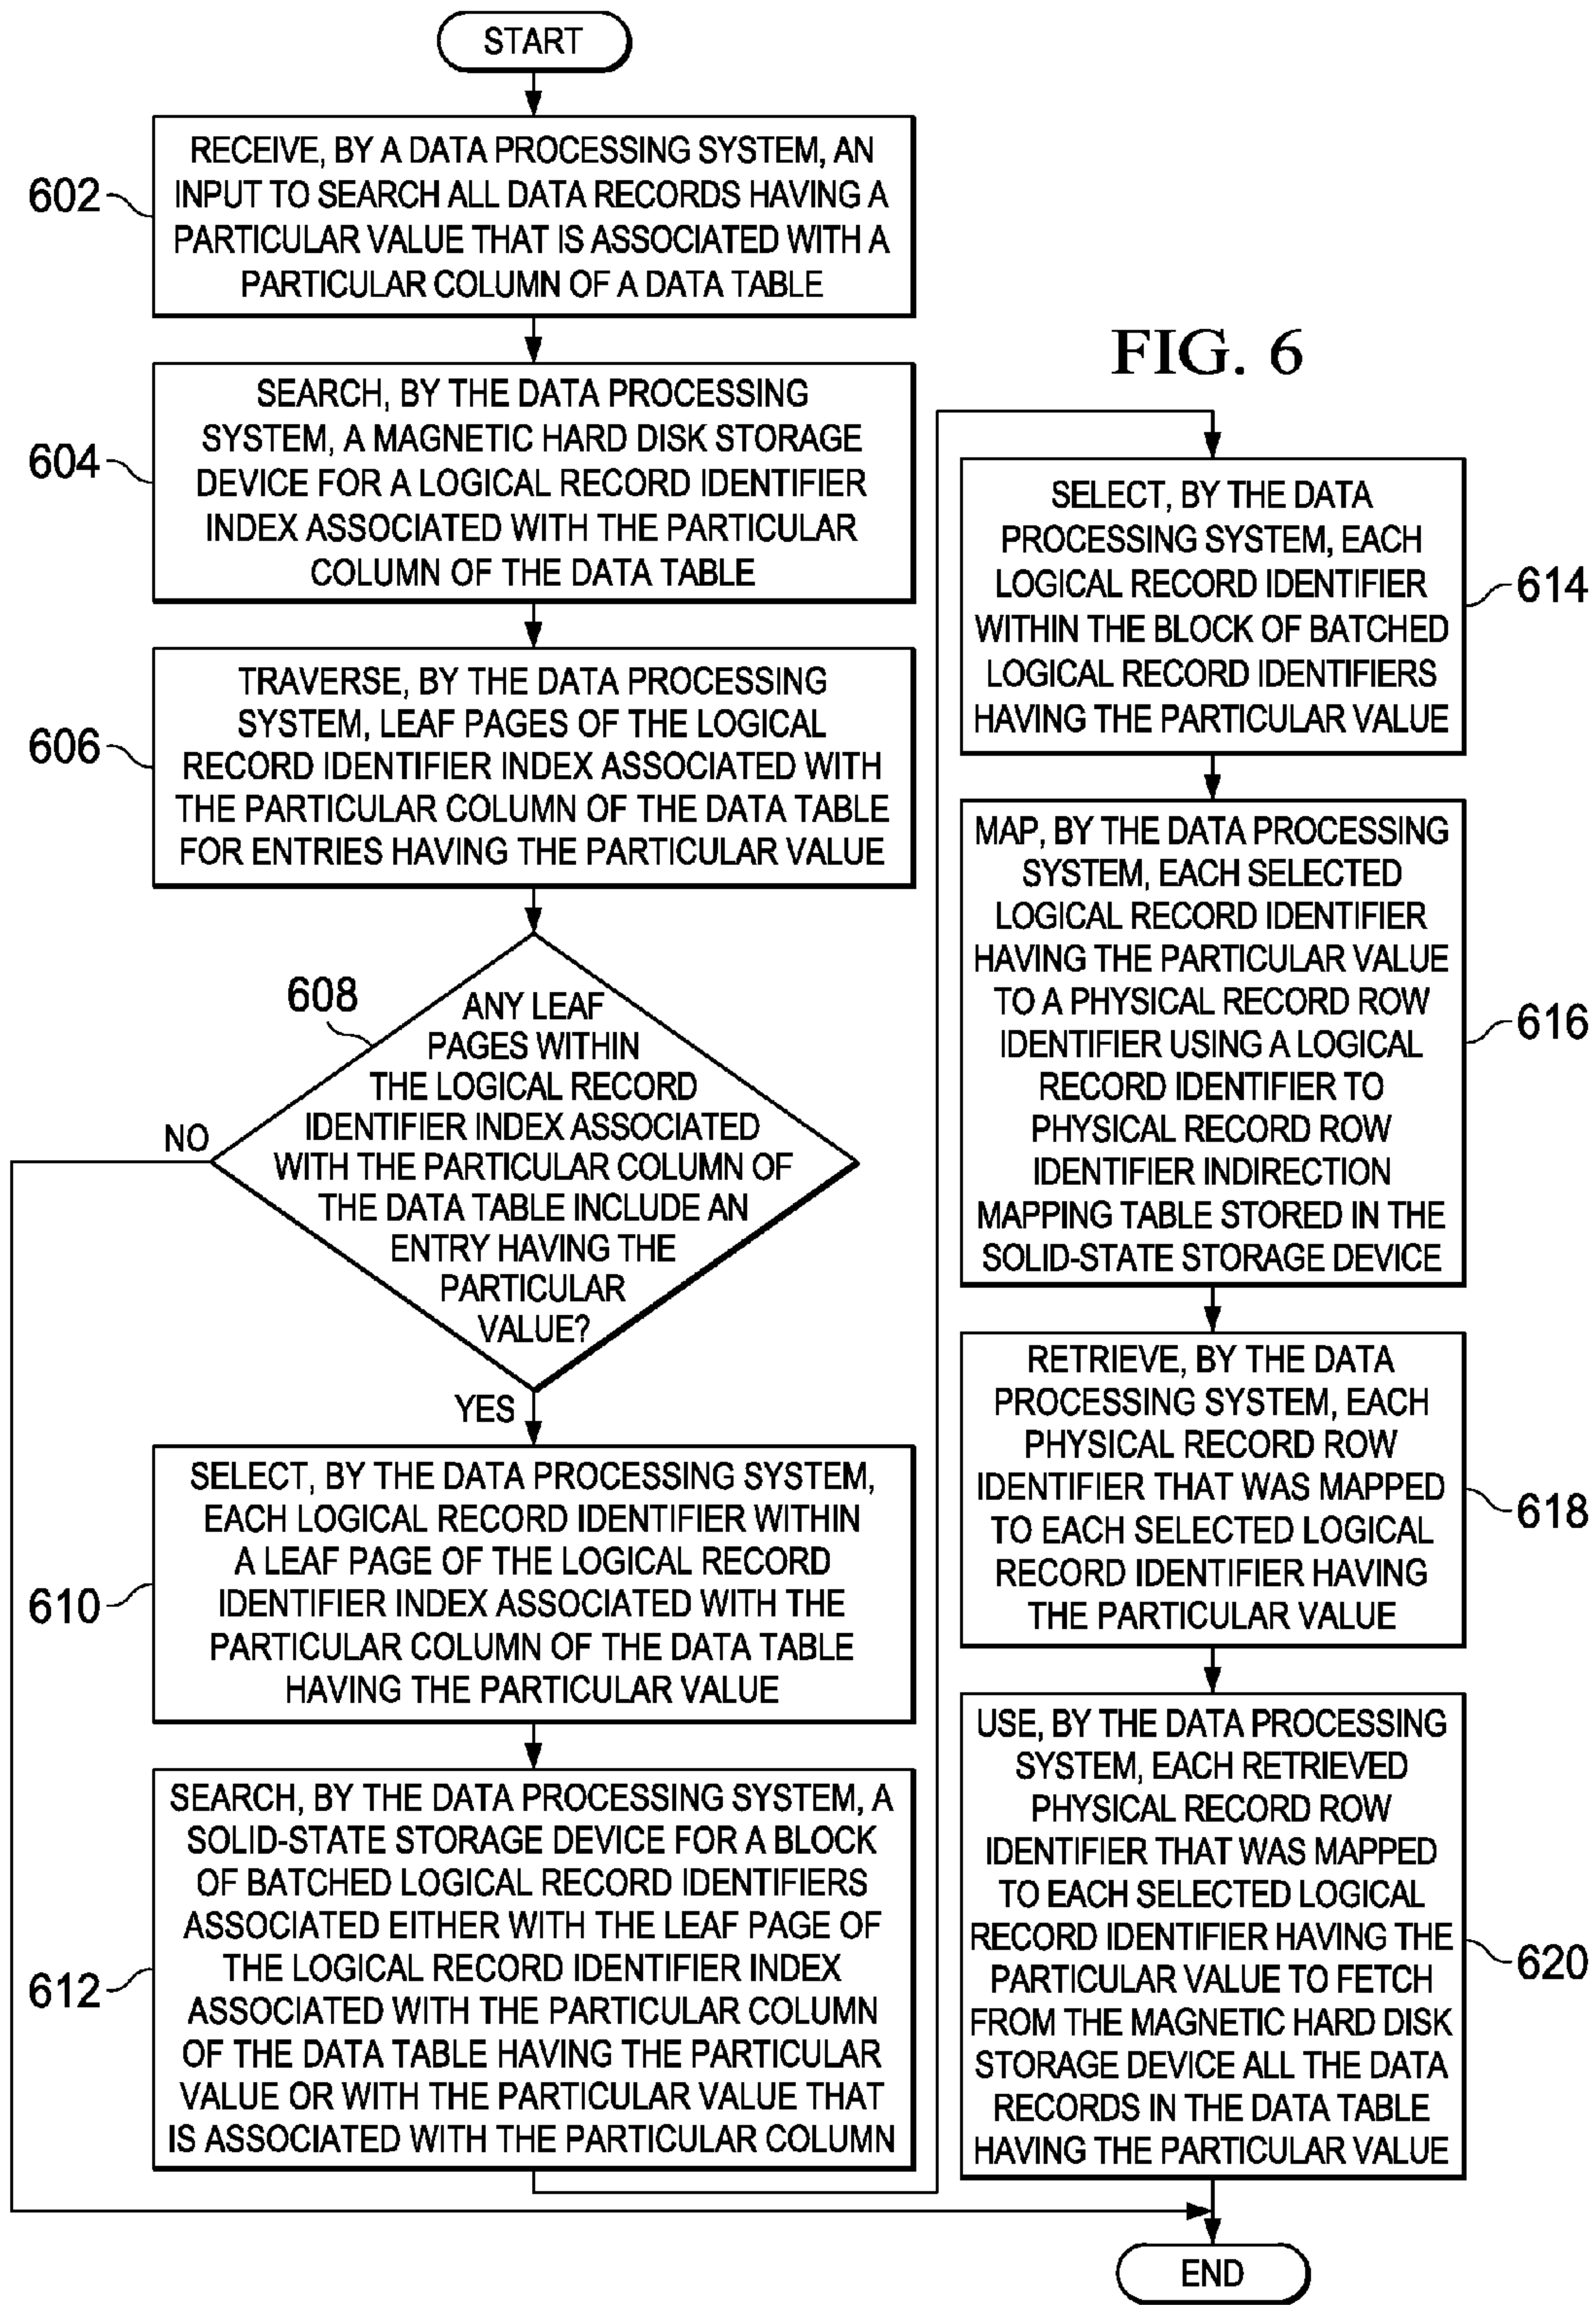 START
602
RECEIVE, BY A DATA PROCESSING SYSTEM, AN
INPUT TO SEARCH ALL DATA RECORDS HAVING A
PARTICULAR VALUE THAT IS ASSOCIATED WITH A
PARTICULAR COLUMN OF A DATA TABLE
604
SEARCH, BY THE DATA PROCESSING
SYSTEM, A MAGNETIC HARD DISK STORAGE
DEVICE FOR A LOGICAL RECORD IDENTIFIER
INDEX ASSOCIATED WITH THE PARTICULAR
COLUMN OF THE DATA TABLE
606
TRAVERSE, BY THE DATA PROCESSING
SYSTEM, LEAF PAGES OF THE LOGICAL
RECORD IDENTIFIER INDEX ASSOCIATED WITH
THE PARTICULAR COLUMN OF THE DATA TABLE
FOR ENTRIES HAVING THE PARTICULAR VALUE
608
ANY LEAF
PAGES WITHIN
THE LOGICAL RECORD
IDENTIFIER INDEX ASSOCIATED
WITH THE PARTICULAR COLUMN OF
THE DATA TABLE INCLUDE AN
ENTRY HAVING THE
PARTICULAR
VALUE?
NO
YES
610
SELECT, BY THE DATA PROCESSING SYSTEM,
EACH LOGICAL RECORD IDENTIFIER WITHIN
A LEAF PAGE OF THE LOGICAL RECORD
IDENTIFIER INDEX ASSOCIATED WITH THE
PARTICULAR COLUMN OF THE DATA TABLE
HAVING THE PARTICULAR VALUE
612
SEARCH, BY THE DATA PROCESSING SYSTEM, A
SOLID-STATE STORAGE DEVICE FOR A BLOCK
OF BATCHED LOGICAL RECORD IDENTIFIERS
ASSOCIATED EITHER WITH THE LEAF PAGE OF
THE LOGICAL RECORD IDENTIFIER INDEX
ASSOCIATED WITH THE PARTICULAR COLUMN
OF THE DATA TABLE HAVING THE PARTICULAR
VALUE OR WITH THE PARTICULAR VALUE THAT
IS ASSOCIATED WITH THE PARTICULAR COLUMN
FIG. 6
SELECT, BY THE DATA
PROCESSING SYSTEM, EACH
LOGICAL RECORD IDENTIFIER
WITHIN THE BLOCK OF BATCHED
LOGICAL RECORD IDENTIFIERS
HAVING THE PARTICULAR VALUE
614
MAP, BY THE DATA PROCESSING
SYSTEM, EACH SELECTED
LOGICAL RECORD IDENTIFIER
HAVING THE PARTICULAR VALUE
TO A PHYSICAL RECORD ROW
IDENTIFIER USING A LOGICAL
RECORD IDENTIFIER TO
PHYSICAL RECORD ROW
IDENTIFIER INDIRECTION
MAPPING TABLE STORED IN THE
SOLID-STATE STORAGE DEVICE
616
RETRIEVE, BY THE DATA
PROCESSING SYSTEM, EACH
PHYSICAL RECORD ROW
IDENTIFIER THAT WAS MAPPED
TO EACH SELECTED LOGICAL
RECORD IDENTIFIER HAVING
THE PARTICULAR VALUE
618
USE, BY THE DATA PROCESSING
SYSTEM, EACH RETRIEVED
PHYSICAL RECORD ROW
IDENTIFIER THAT WAS MAPPED
TO EACH SELECTED LOGICAL
RECORD IDENTIFIER HAVING THE
PARTICULAR VALUE TO FETCH
FROM THE MAGNETIC HARD DISK
STORAGE DEVICE ALL THE DATA
RECORDS IN THE DATA TABLE
HAVING THE PARTICULAR VALUE
620
END